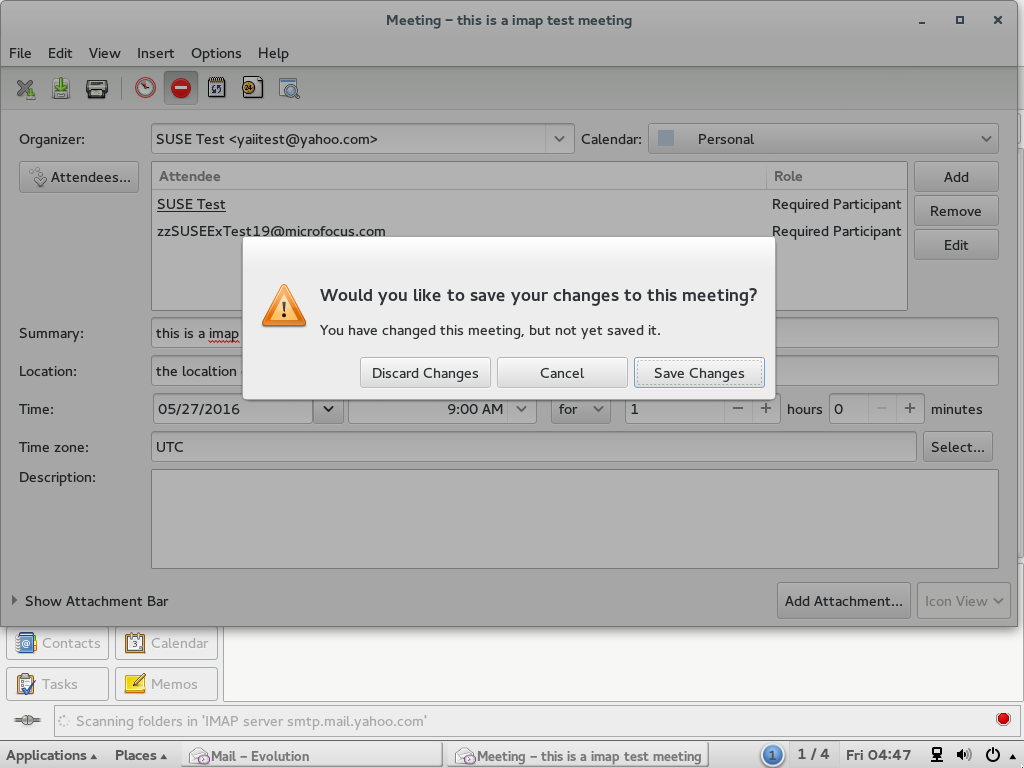 Meeting – this is a imap test meeting
File Edit View Insert Options Help
Organizer: SUSE Test <yaiitest@yahoo.com> Calendar: Personal
Attendees... Attendee Role Add
SUSE Test Required Participant Remove
zzSUSEExTest19@microfocus.com Required Participant Edit
Would you like to save your changes to this meeting?
You have changed this meeting, but not yet saved it.
Discard Changes Cancel Save Changes
Summary: this is a imap
Location: the localtion
Time: 05/27/2016 9:00 AM for 1 hours 0 minutes
Time zone: UTC Select...
Description:
Show Attachment Bar Add Attachment... Icon View
Contacts Calendar
Tasks Memos
Scanning folders in 'IMAP server smtp.mail.yahoo.com'
Applications Places Mail – Evolution Meeting – this is a imap test meeting 1 1 / 4 Fri 04:47